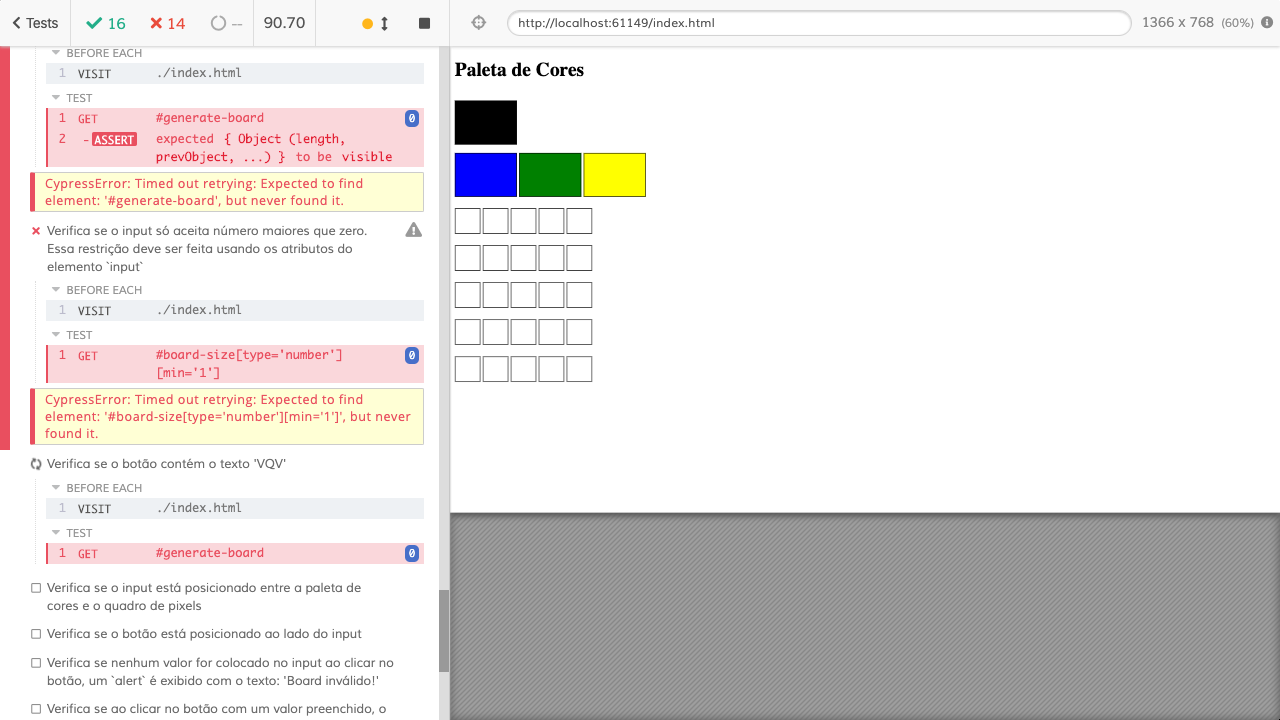 Tests
16
14
--
90.70
http://localhost:61149/index.html
1366 x 768 (60%)
BEFORE EACH
1 VISIT ./index.html
TEST
1 GET #generate-board 0
2 - ASSERT expected { Object (length,
prevObject, ...) } to be visible
CypressError: Timed out retrying: Expected to find
element: '#generate-board', but never found it.
Verifica se o input só aceita número maiores que zero.
Essa restrição deve ser feita usando os atributos do
elemento `input`
BEFORE EACH
1 VISIT ./index.html
TEST
1 GET #board-size[type='number'] 0
[min='1']
CypressError: Timed out retrying: Expected to find
element: '#board-size[type='number'][min='1']', but never
found it.
Verifica se o botão contém o texto 'VQV'
BEFORE EACH
1 VISIT ./index.html
TEST
1 GET #generate-board 0
Verifica se o input está posicionado entre a paleta de
cores e o quadro de pixels
Verifica se o botão está posicionado ao lado do input
Verifica se nenhum valor for colocado no input ao clicar no
botão, um `alert` é exibido com o texto: 'Board inválido!'
Verifica se ao clicar no botão com um valor preenchido, o
Paleta de Cores